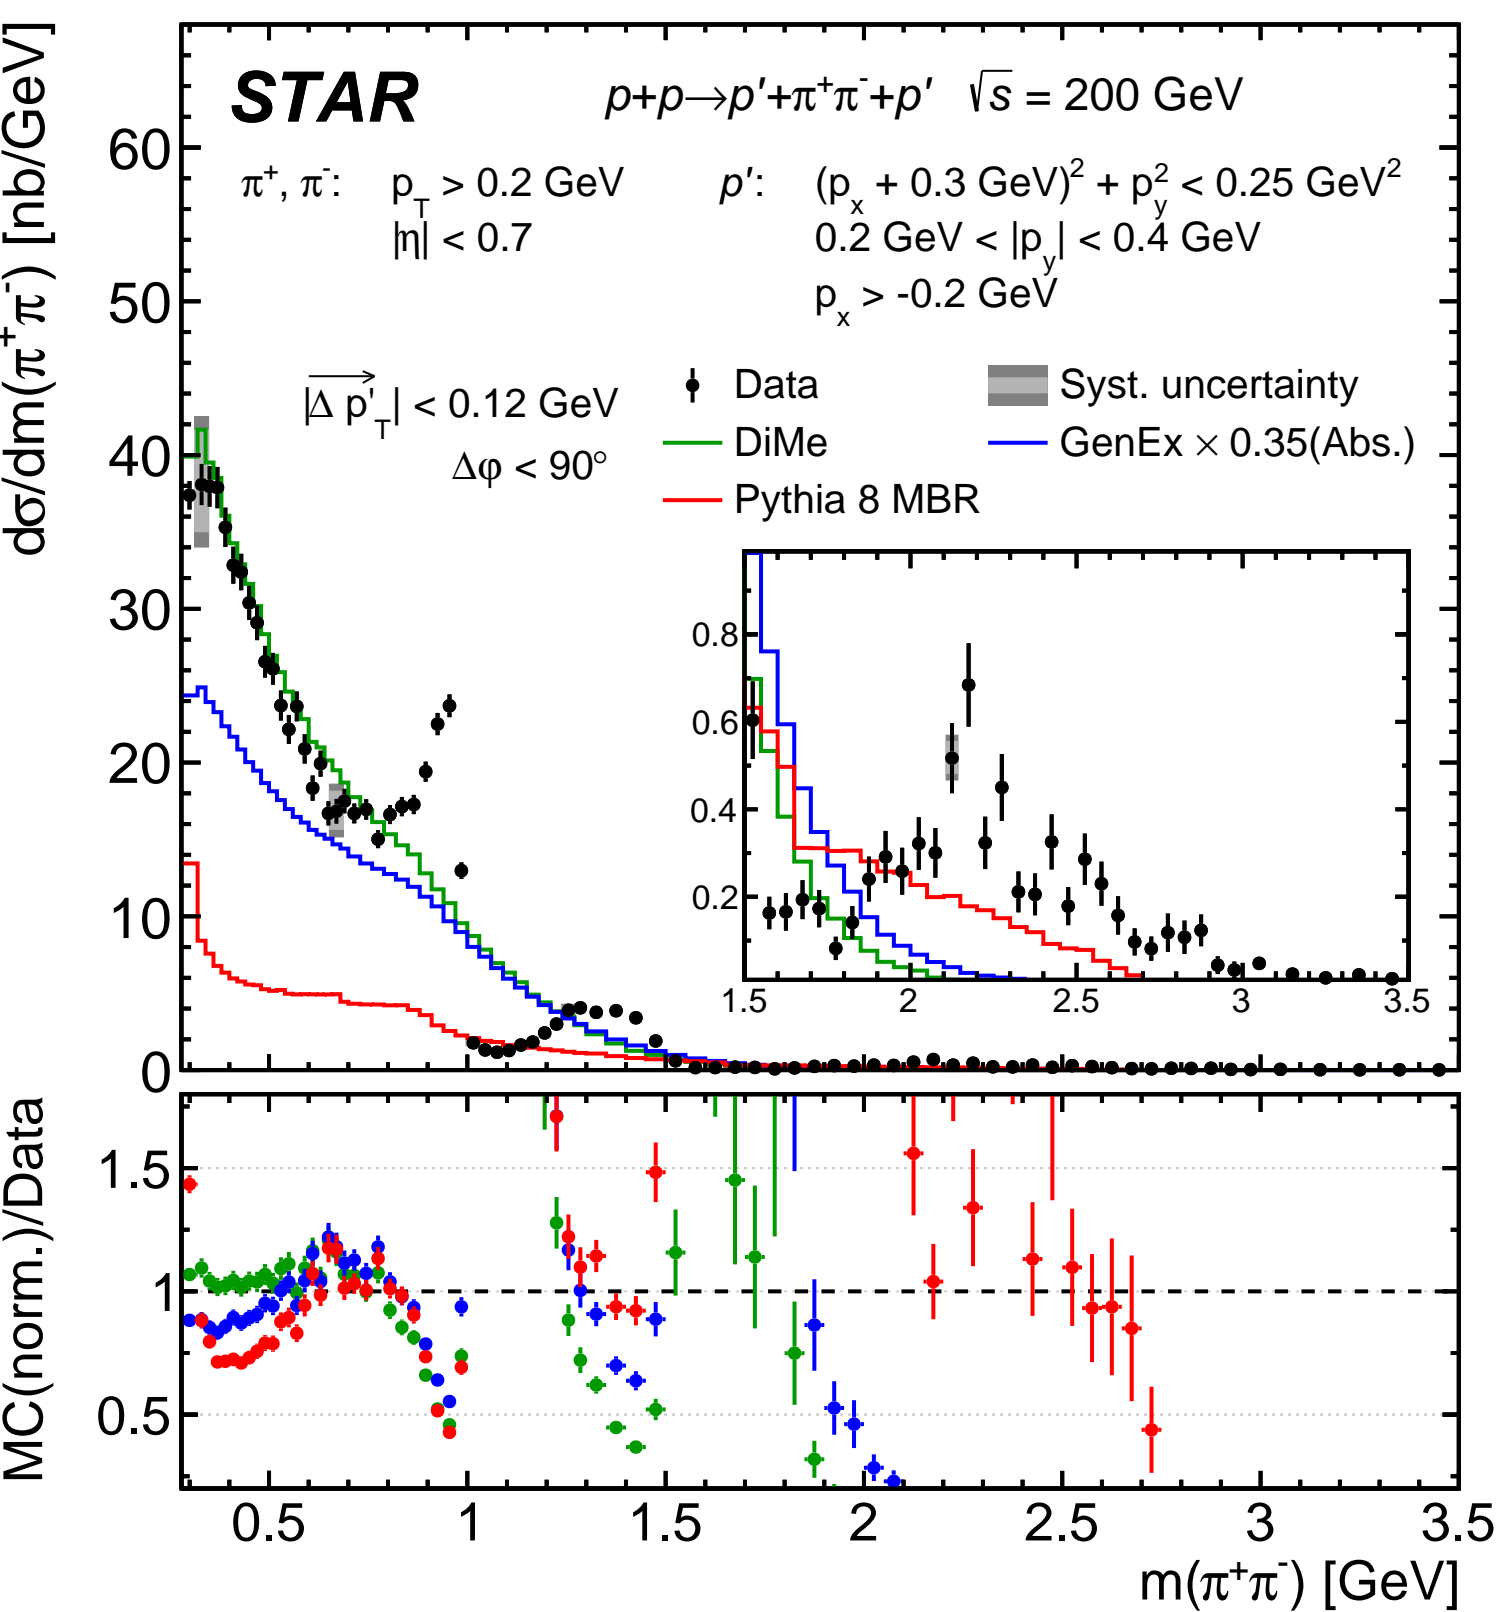 dσ/dm(π⁺π⁻) [nb/GeV]
STAR
p+p→p′+π⁺π⁻+p′ √s = 200 GeV
π⁺, π⁻: p_T > 0.2 GeV
|η| < 0.7
p′: (p_x + 0.3 GeV)² + p_y² < 0.25 GeV²
0.2 GeV < |p_y| < 0.4 GeV
p_x > -0.2 GeV
|Δ p'_T| < 0.12 GeV
Δφ < 90°
Data
Syst. uncertainty
DiMe
GenEx × 0.35(Abs.)
Pythia 8 MBR
60
50
40
30
20
10
0
0.8
0.6
0.4
0.2
1.5 2 2.5 3 3.5
MC(norm.)/Data
1.5
1
0.5
0.5 1 1.5 2 2.5 3 3.5
m(π⁺π⁻) [GeV]